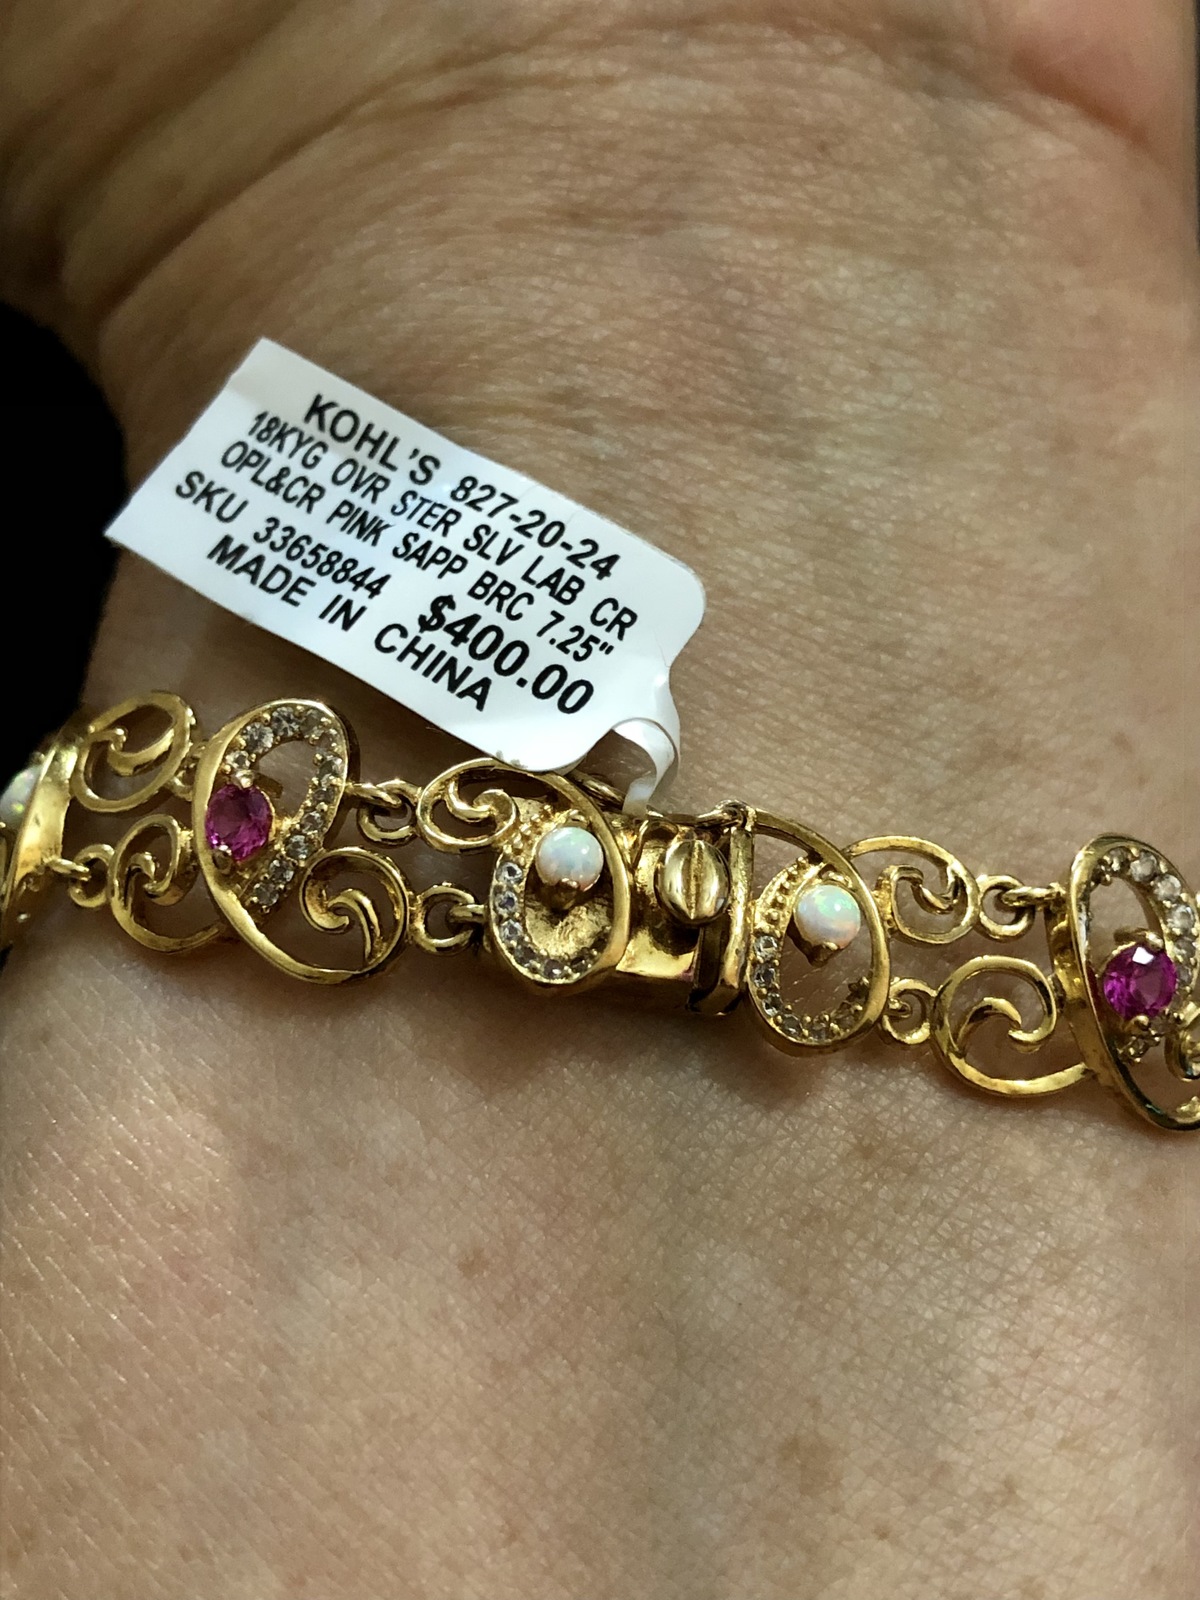 KOHL'S 827-20-24
18KYG OVR STER SLV LAB CR
OPL&CR PINK SAPP BRC 7.25"
SKU 33658844 $400.00
MADE IN CHINA